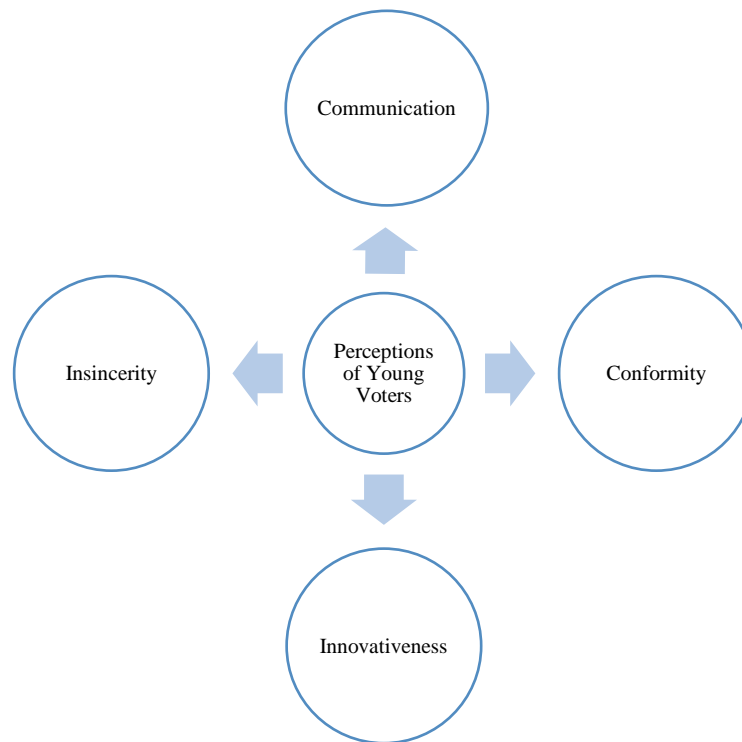 Communication
Insincerity
Perceptions
of Young
Voters
Conformity
Innovativeness